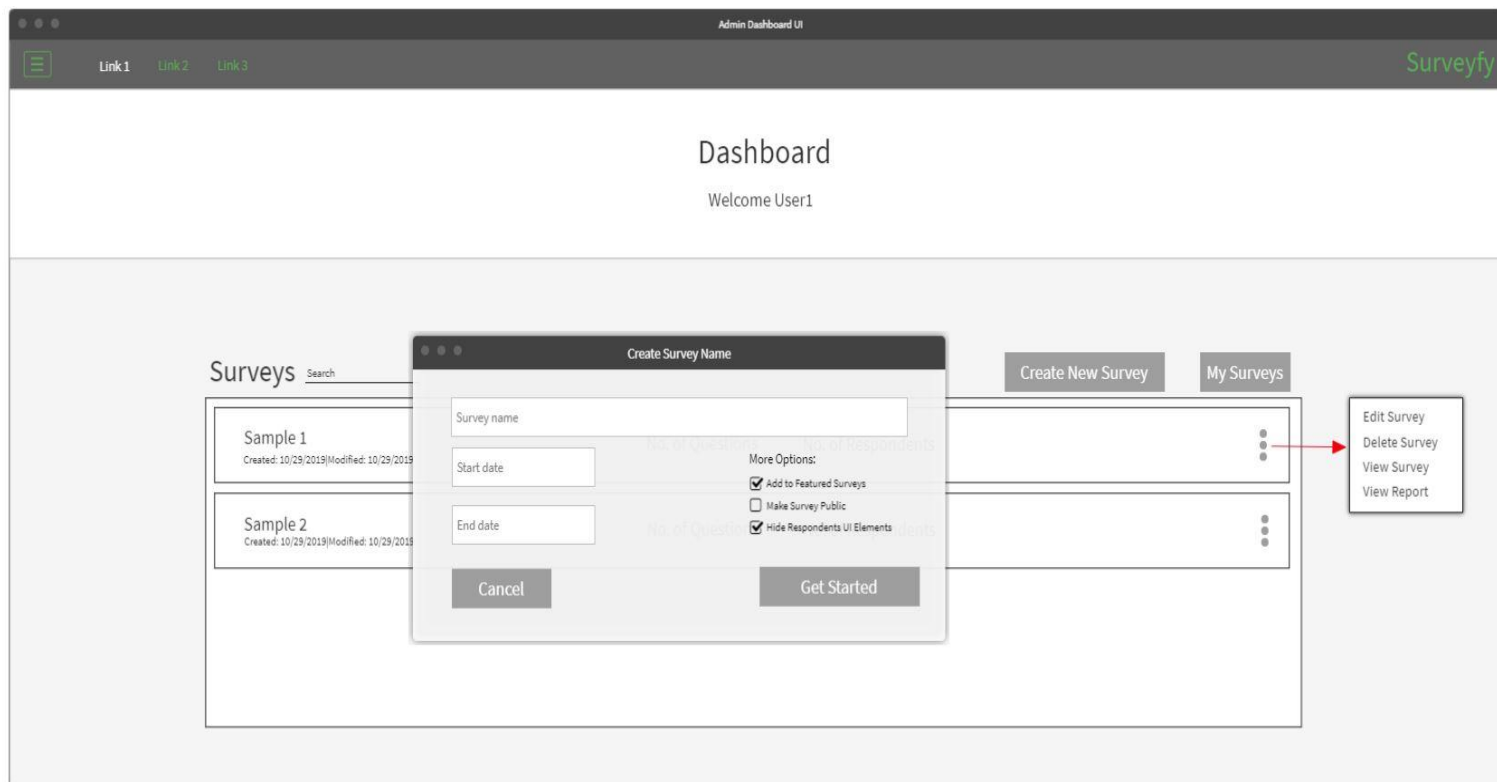 Admin Dashboard UI
Link 1 Link 2 Link 3 Surveyfy
Dashboard
Welcome User1
Surveys Search
Create New Survey My Surveys
Sample 1
Created: 10/29/2019|Modified: 10/29/2019
No. of Questions No. of Respondents
Sample 2
Created: 10/29/2019|Modified: 10/29/2019
No. of Questions
Create Survey Name
Survey name
Start date
End date
More Options:
Add to Featured Surveys
Make Survey Public
Hide Respondents UI Elements
Cancel Get Started
Edit Survey
Delete Survey
View Survey
View Report